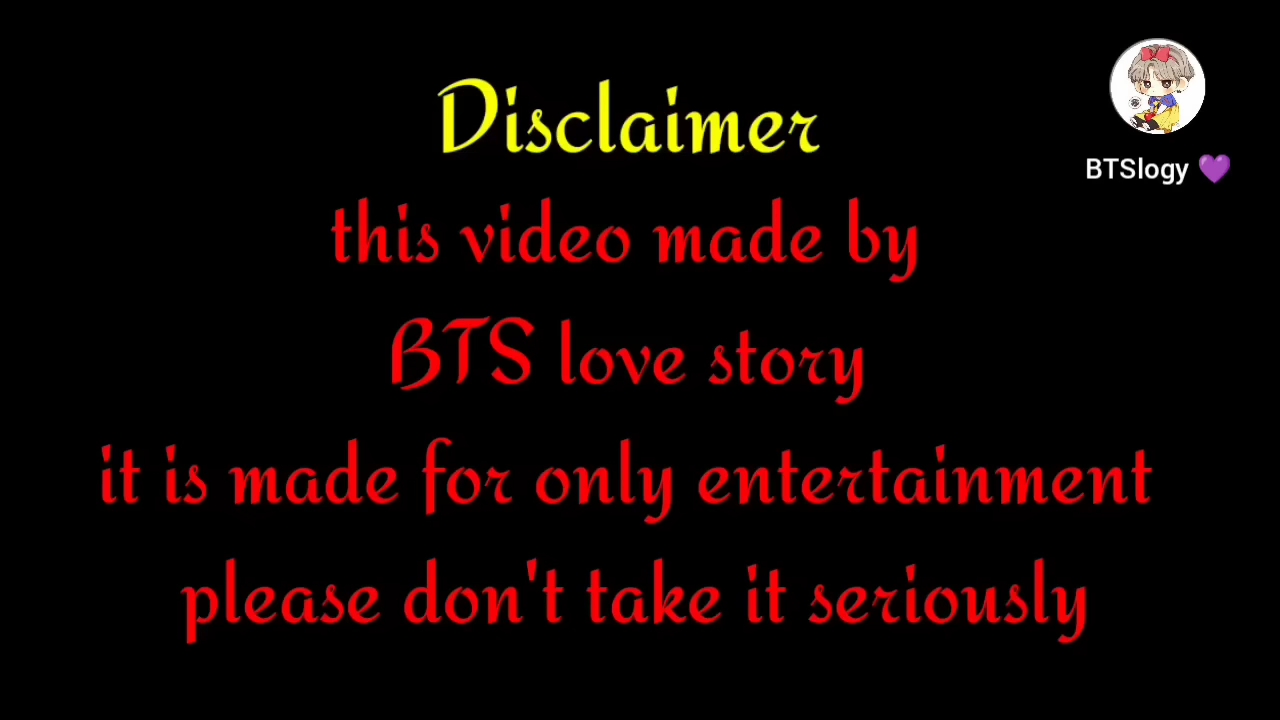 Disclaimer
BTSlogy 💜
this video made by
BTS love story
it is made for only entertainment
please don't take it seriously